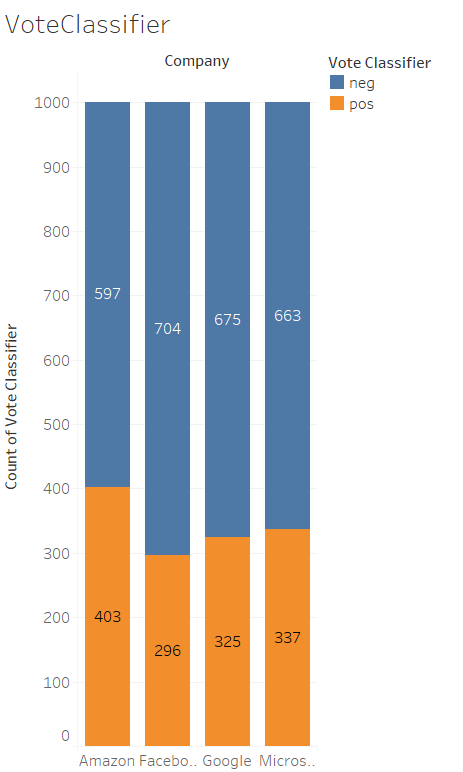 VoteClassifier
Company
Vote Classifier
neg
pos
Count of Vote Classifier
1000
900
800
700
600
500
400
300
200
100
0
597
704
675
663
403
296
325
337
Amazon Facebo.. Google Micros..